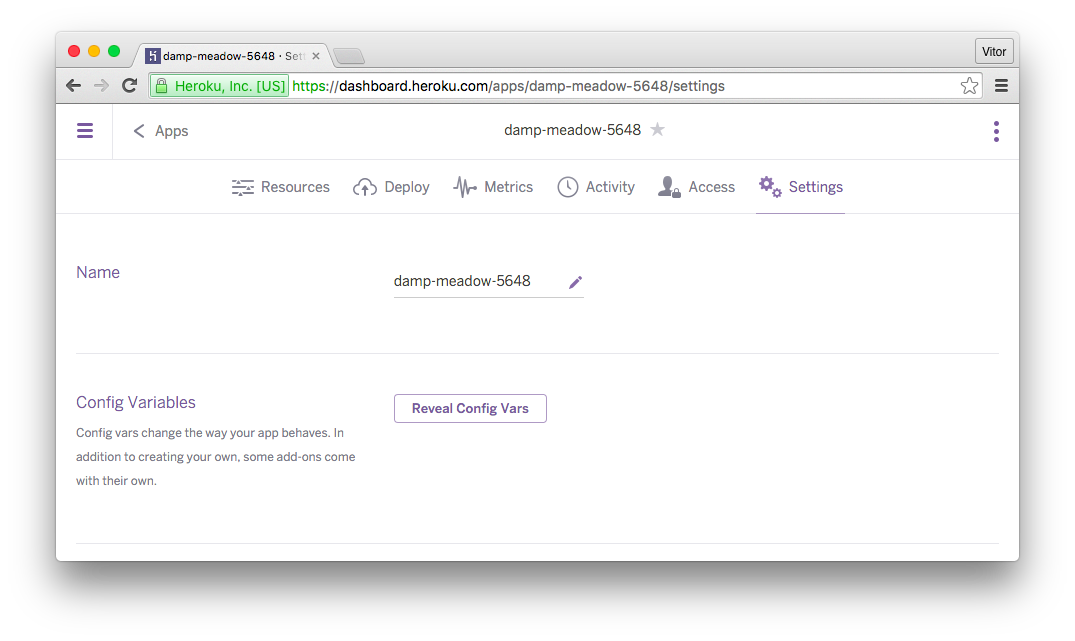 damp-meadow-5648 · Set
Vitor
Heroku, Inc. [US] https://dashboard.heroku.com/apps/damp-meadow-5648/settings
Apps
damp-meadow-5648
Resources Deploy Metrics Activity Access Settings
Name
damp-meadow-5648
Config Variables
Reveal Config Vars
Config vars change the way your app behaves. In
addition to creating your own, some add-ons come
with their own.